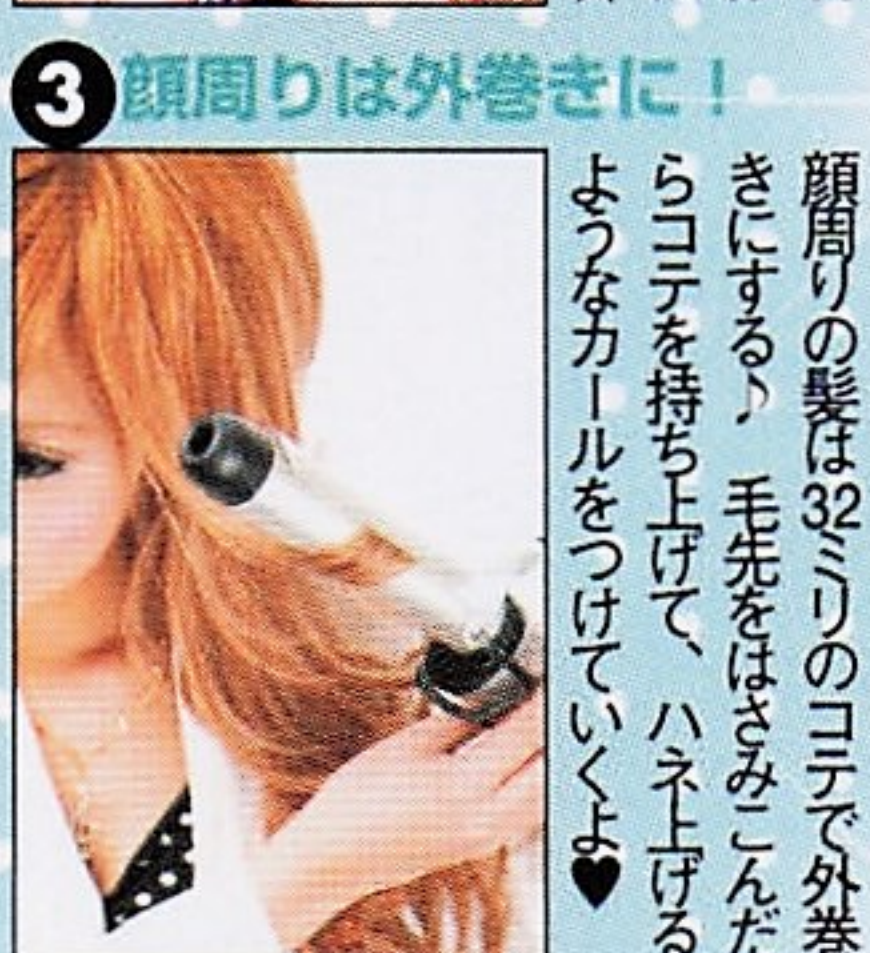 3 顔周りは外巻きに!
顔周りの髪は32ミリのコテで外巻
きにする♪ 毛先をはさみこんだ
らコテを持ち上げて、ハネ上げる
ようなカールをつけていくよ♥